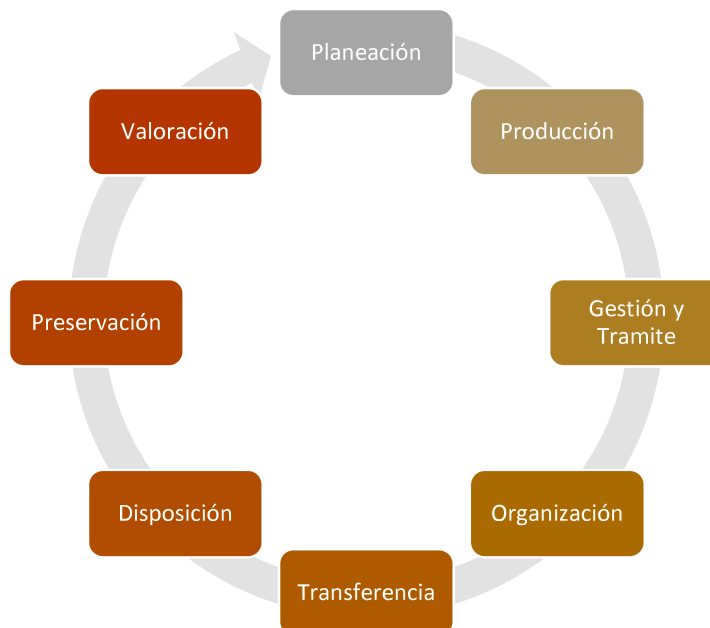 Planeación
Producción
Gestión y
Tramite
Organización
Transferencia
Disposición
Preservación
Valoración